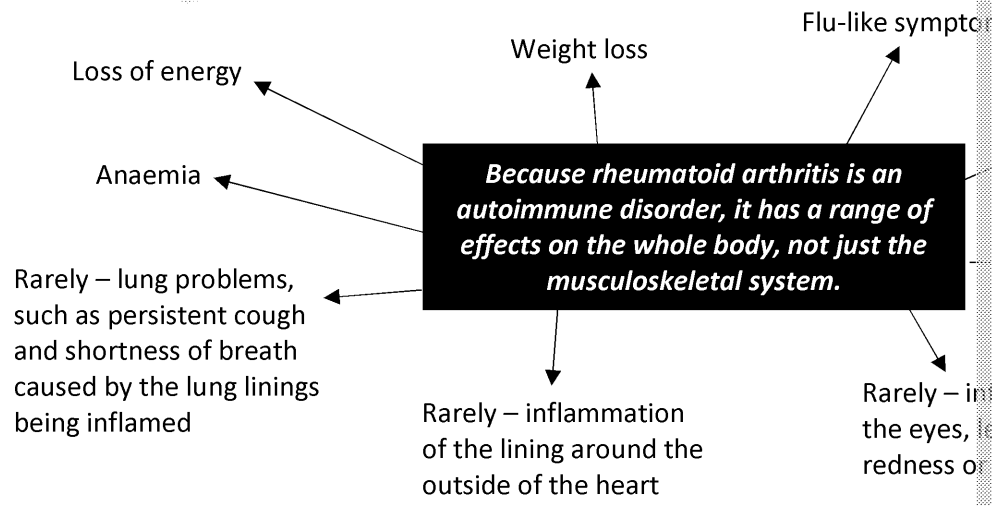 Flu-like
Weight loss
Loss of energy
Anaemia
Because rheumatoid arthritis is an
autoimmune disorder, it has a range of
effects on the whole body, not just the
musculoskeletal system.
Rarely – lung problems,
such as persistent cough
and shortness of breath
caused by the lung linings
being inflamed
Rarely – inflammation
of the lining around the
outside of the heart
Rarely –
the eyes,
redness or